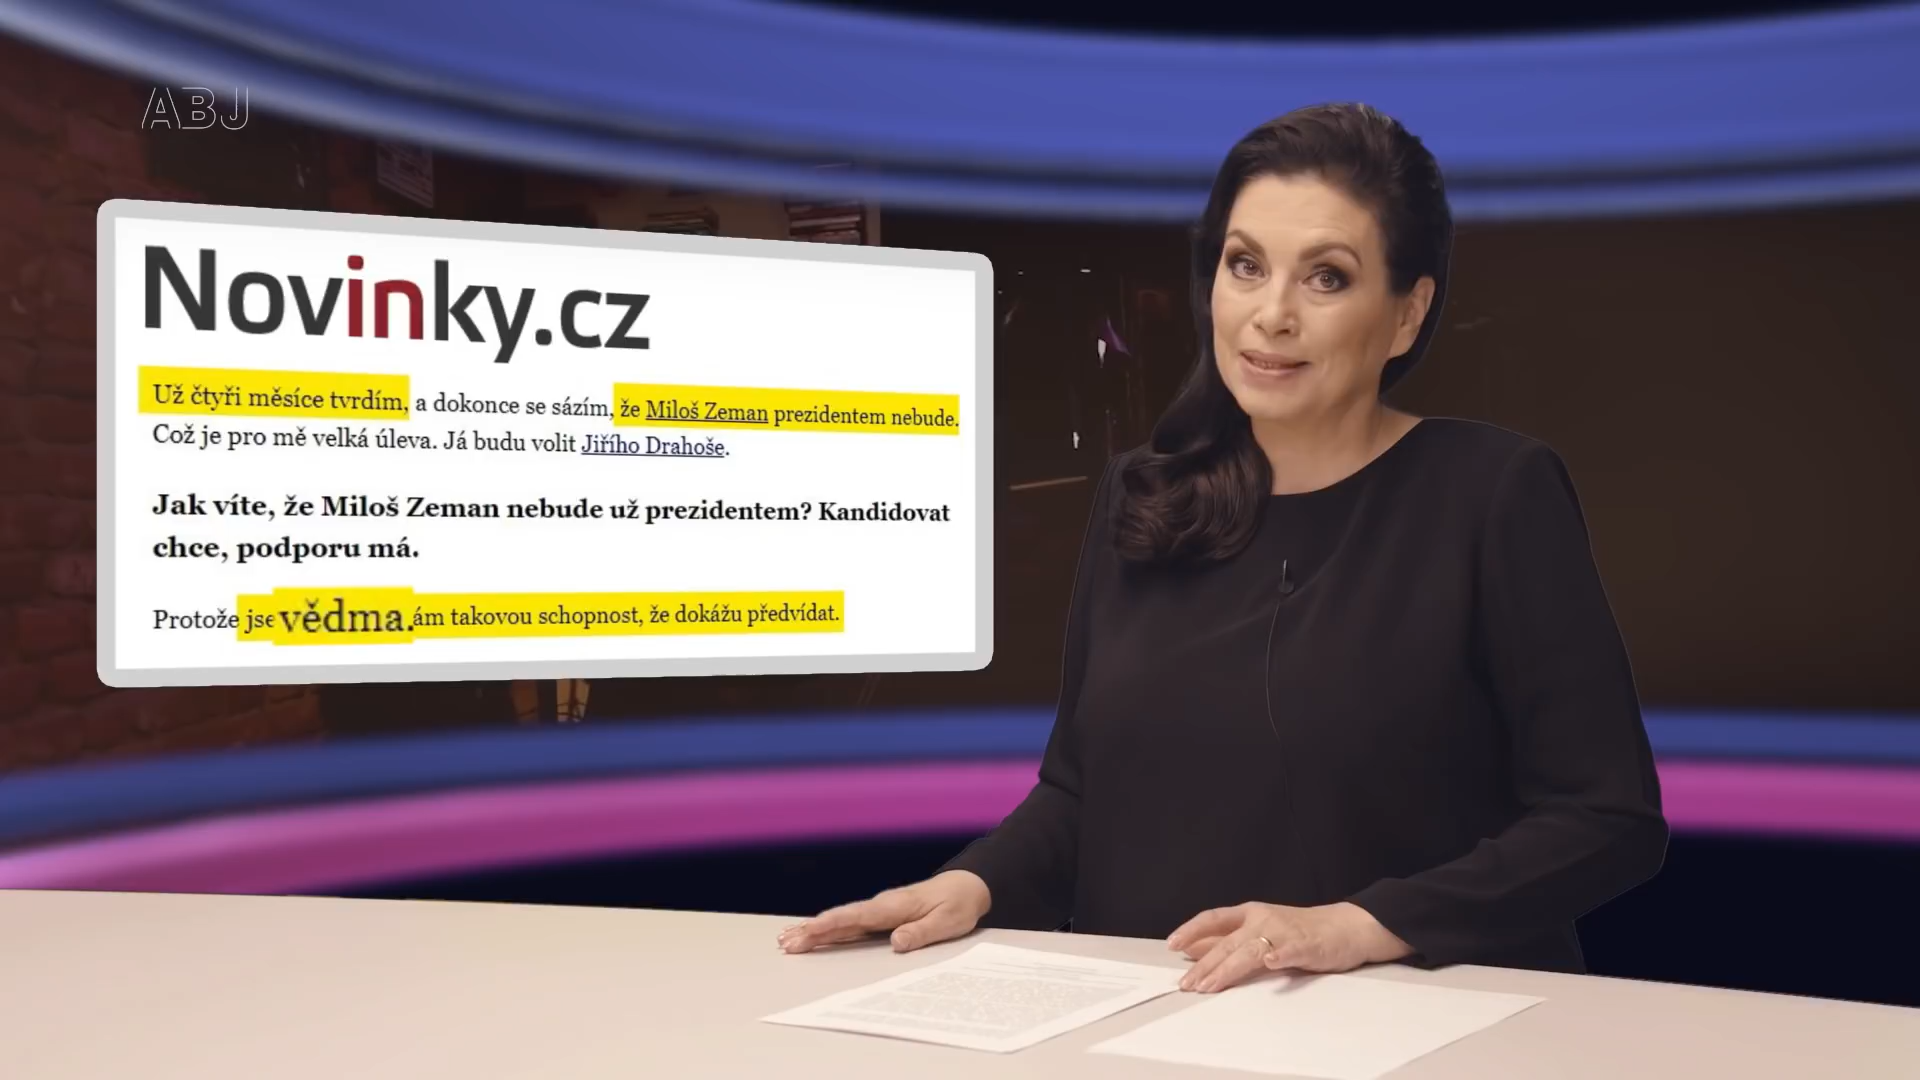 ABJ
Novinky.cz
Už čtyři měsíce tvrdím, a dokonce se sázím, že Miloš Zeman prezidentem nebude.
Což je pro mě velká úleva. Já budu volit Jiřího Drahoše.
Jak víte, že Miloš Zeman nebude už prezidentem? Kandidovat
chce, podporu má.
Protože jse vědma. ám takovou schopnost, že dokážu předvídat.